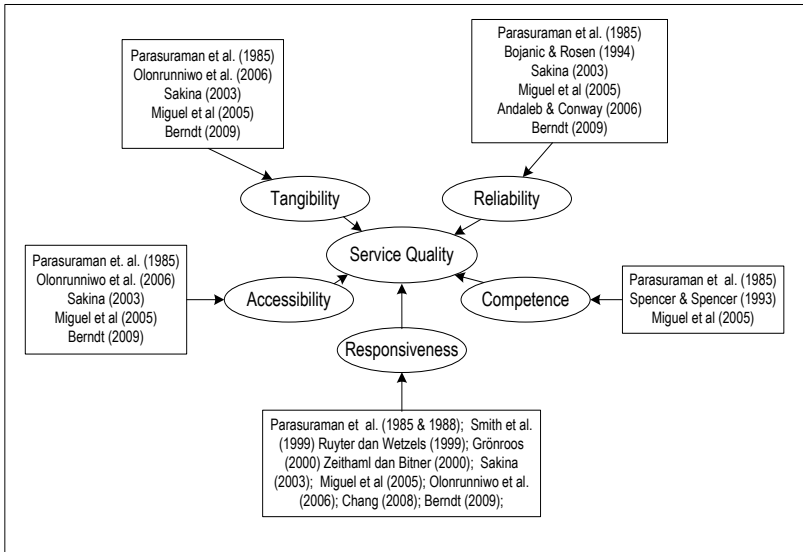 Parasuraman et al. (1985)
Olonrunniwo et al. (2006)
Sakina (2003)
Miguel et al (2005)
Berndt (2009)
Parasuraman et al. (1985)
Bojanic & Rosen (1994)
Sakina (2003)
Miguel et al (2005)
Andaleb & Conway (2006)
Berndt (2009)
Tangibility
Reliability
Service Quality
Parasuraman et. al. (1985)
Olonrunniwo et al. (2006)
Sakina (2003)
Miguel et al (2005)
Berndt (2009)
Accessibility
Competence
Parasuraman et al. (1985)
Spencer & Spencer (1993)
Miguel et al (2005)
Responsiveness
Parasuraman et al. (1985 & 1988); Smith et al.
(1999) Ruyter dan Wetzels (1999); Grönroos
(2000) Zeithaml dan Bitner (2000); Sakina
(2003); Miguel et al (2005); Olonrunniwo et al.
(2006); Chang (2008); Berndt (2009);